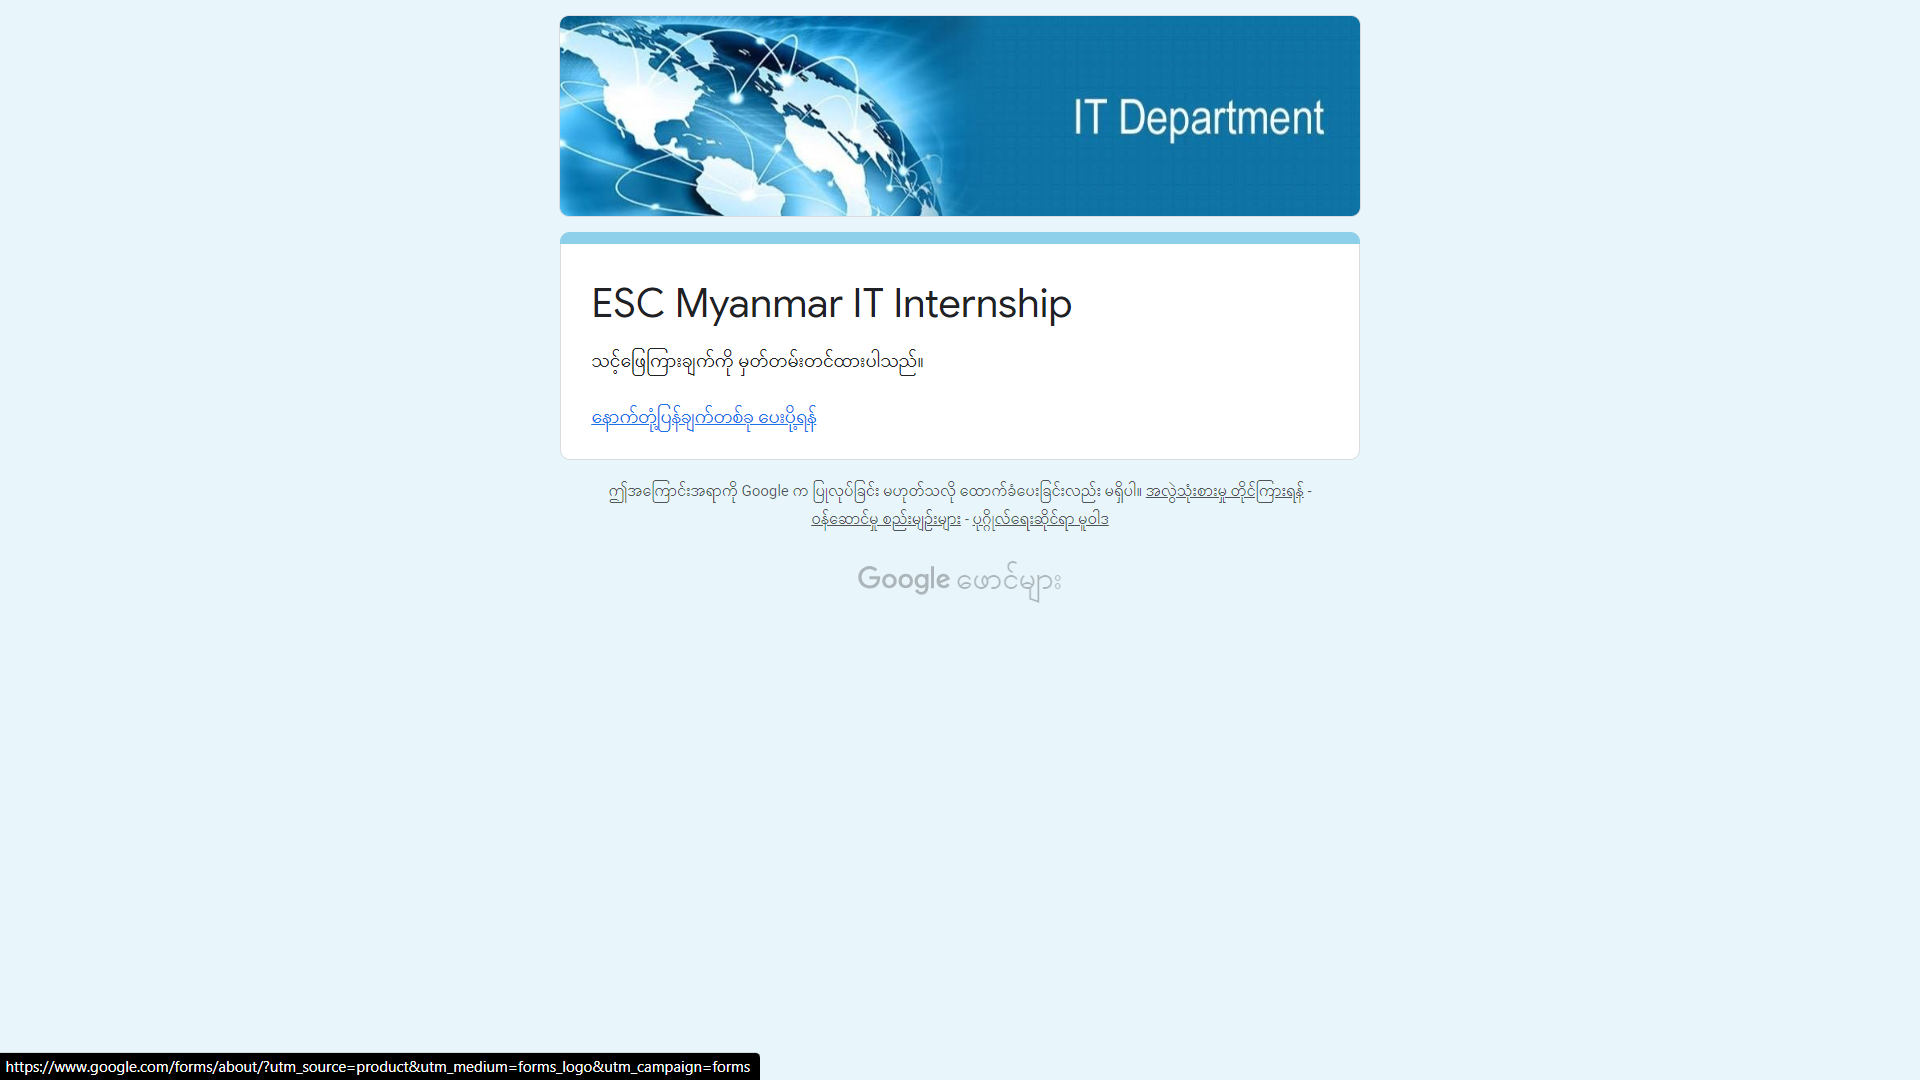 IT Department
ESC Myanmar IT Internship
သင့်ဖြေကြားချက်ကို မှတ်တမ်းတင်ထားပါသည်။
နောက်တုံ့ပြန်ချက်တစ်ခု ပေးပို့ရန်
ဤအကြောင်းအရာကို Google က ပြုလုပ်ခြင်း မဟုတ်သလို ထောက်ခံပေးခြင်းလည်း မရှိပါ။ အလွဲသုံးစားမှု တိုင်ကြားရန် -
ဝန်ဆောင်မှု စည်းမျဉ်းများ - ပုဂ္ဂိုလ်ရေးဆိုင်ရာ မူဝါဒ
Google ဖောင်များ
https://www.google.com/forms/about/?utm_source=product&utm_medium=forms_logo&utm_campaign=forms